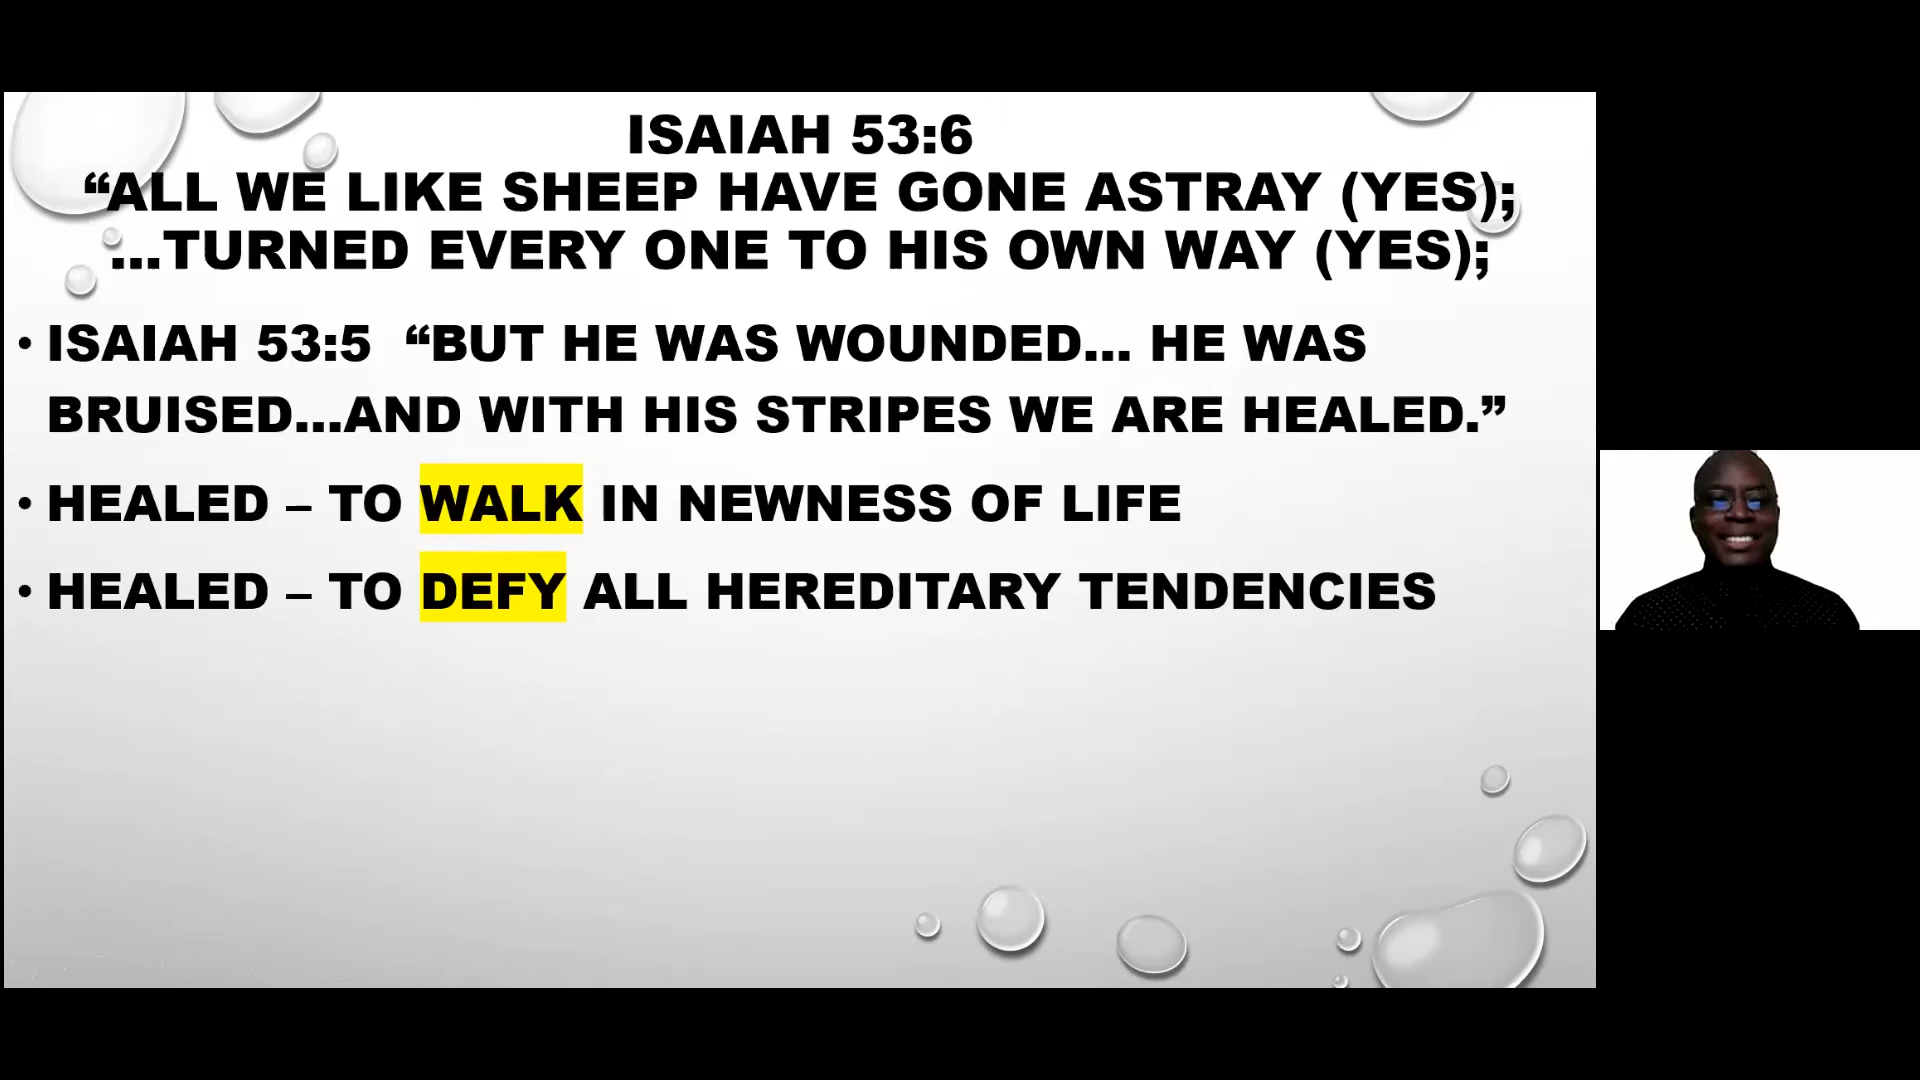 ISAIAH 53:6
“ALL WE LIKE SHEEP HAVE GONE ASTRAY (YES);
...TURNED EVERY ONE TO HIS OWN WAY (YES);
• ISAIAH 53:5 “BUT HE WAS WOUNDED... HE WAS
BRUISED...AND WITH HIS STRIPES WE ARE HEALED.”
• HEALED – TO WALK IN NEWNESS OF LIFE
• HEALED – TO DEFY ALL HEREDITARY TENDENCIES